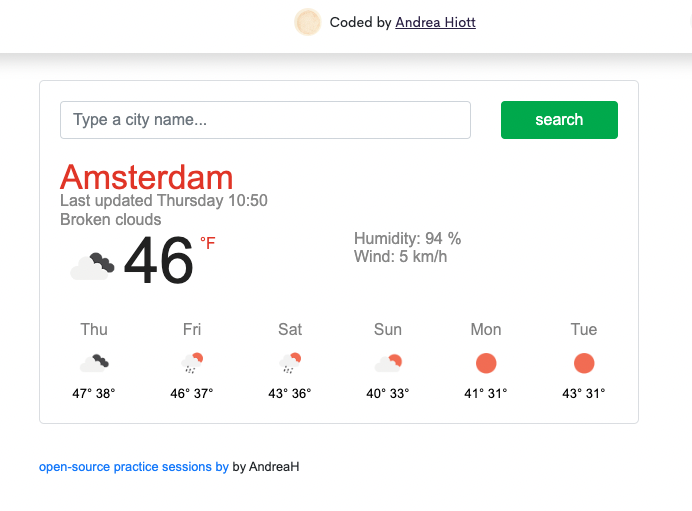 Coded by Andrea Hiott
Type a city name...
search
Amsterdam
Last updated Thursday 10:50
Broken clouds
46 °F
Humidity: 94 %
Wind: 5 km/h
Thu Fri Sat Sun Mon Tue
47° 38° 46° 37° 43° 36° 40° 33° 41° 31° 43° 31°
open-source practice sessions by by AndreaH